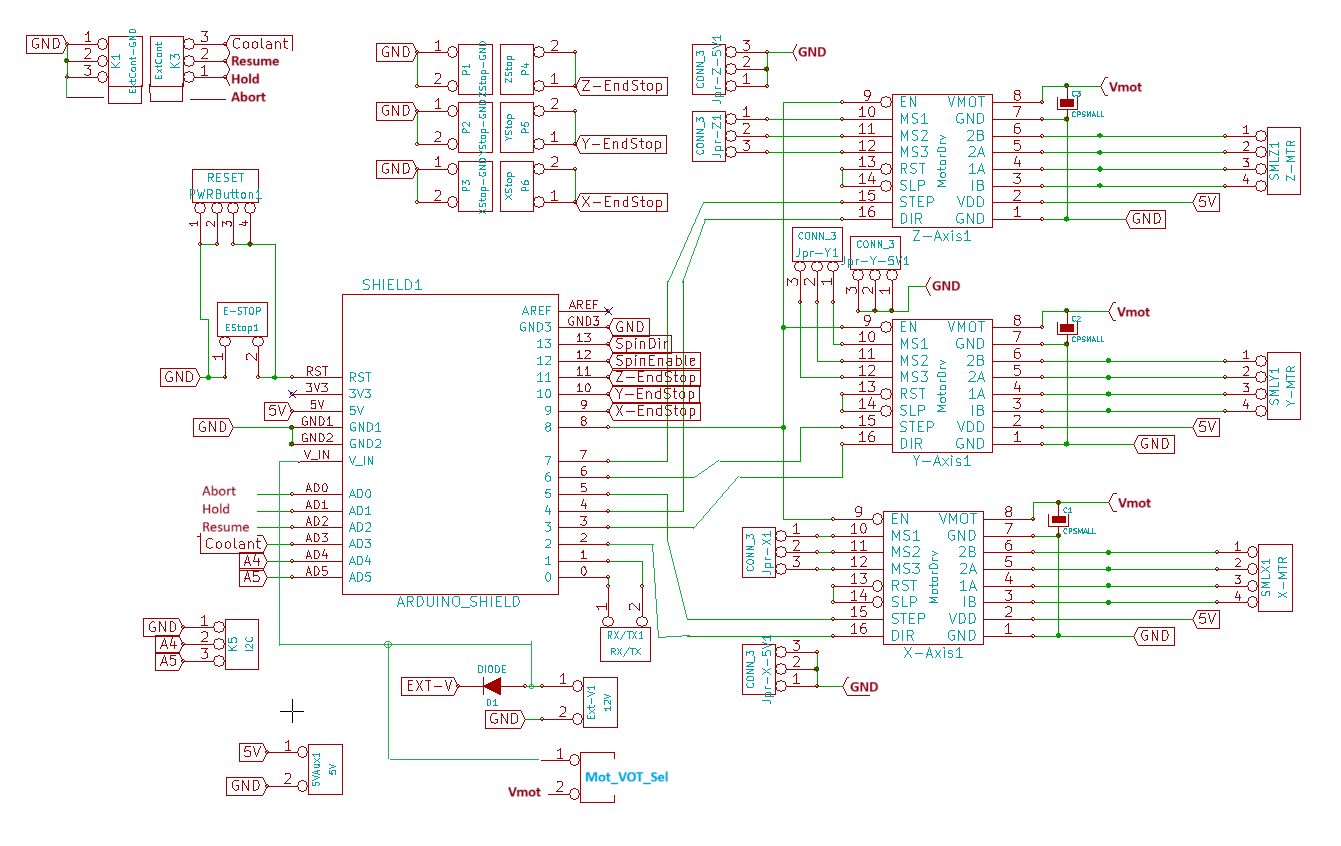 GND
1
2
3
K1
ExtCont-GND
ExtCont
K3
3
2
1
Coolant
Resume
Hold
Abort
GND
1
2
P1
ZStop-GND
ZStop
P4
2
1
Z-EndStop
GND
1
2
P2
YStop-GND
YStop
P5
2
1
Y-EndStop
GND
1
2
P3
XStop-GND
XStop
P6
2
1
X-EndStop
CONN_3
Jpr-Z-5V1
3
2
1
GND
CONN_3
Jpr-Z1
1
2
3
9 EN VMOT 8
10 MS1 GND 7
11 MS2 2B 6
12 MS3 2A 5
13 RST 1A 4
14 SLP IB 3
15 STEP VDD 2
16 DIR GND 1
MotorDrv
Z-Axis1
Vmot
C3
CPSMALL
5V
GND
1
2
3
4
SMLZ1
Z-MTR
RESET
PWRButton1
1
2
3
4
E-STOP
EStop1
1
2
GND
CONN_3
Jpr-Y1
3
2
1
CONN_3
Jpr-Y-5V1
3
2
1
GND
9 EN VMOT 8
10 MS1 GND 7
11 MS2 2B 6
12 MS3 2A 5
13 RST 1A 4
14 SLP IB 3
15 STEP VDD 2
16 DIR GND 1
MotorDrv
Y-Axis1
Vmot
C2
CPSMALL
5V
GND
1
2
3
4
SMLY1
Y-MTR
SHIELD1
AREF AREF
GND3 GND3 GND
13 13 SpinDir
12 12 SpinEnable
11 11 Z-EndStop
10 10 Y-EndStop
9 9 X-EndStop
8 8
7 7
6 6
5 5
4 4
3 3
2 2
1 1
0 0
RST RST
3V3 3V3
5V 5V 5V
GND GND1 GND1
GND2 GND2
V_IN V_IN
Abort AD0 AD0
Hold AD1 AD1
Resume AD2 AD2
Coolant AD3 AD3
A4 AD4 AD4
A5 AD5 AD5
ARDUINO_SHIELD
1
2
RX/TX1
RX/TX
CONN_3
Jpr-X1
1
2
3
9 EN VMOT 8
10 MS1 GND 7
11 MS2 2B 6
12 MS3 2A 5
13 RST 1A 4
14 SLP IB 3
15 STEP VDD 2
16 DIR GND 1
MotorDrv
X-Axis1
Vmot
C1
CPSMALL
5V
GND
1
2
3
4
SMLX1
X-MTR
CONN_3
Jpr-X-5V1
3
2
1
GND
GND 1
A4 2
A5 3
K5
I2C
DIODE
EXT-V
D1
1
GND 2
Ext-V1
12V
5V 1
GND 2
5VAux1
5V
1
Mot_VOT_Sel
Vmot 2